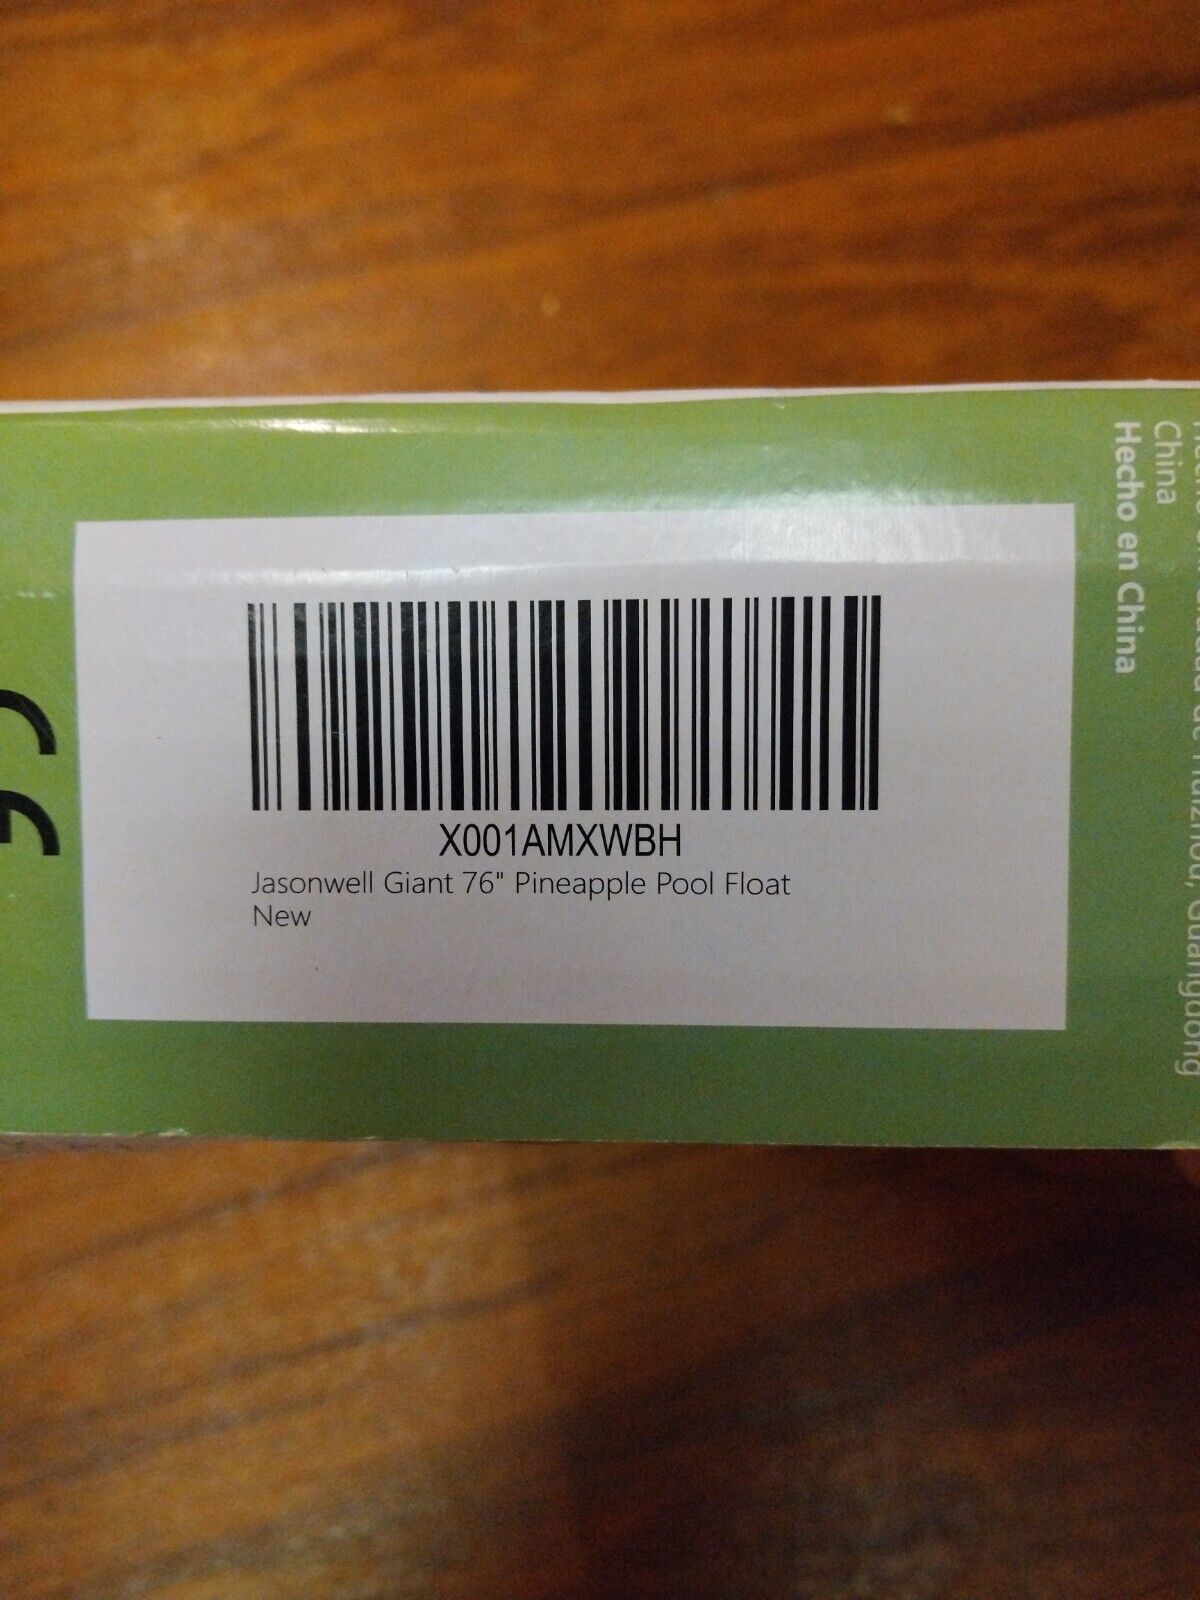 X001AMXWBH
Jasonwell Giant 76" Pineapple Pool Float
New
China
Hecho en China